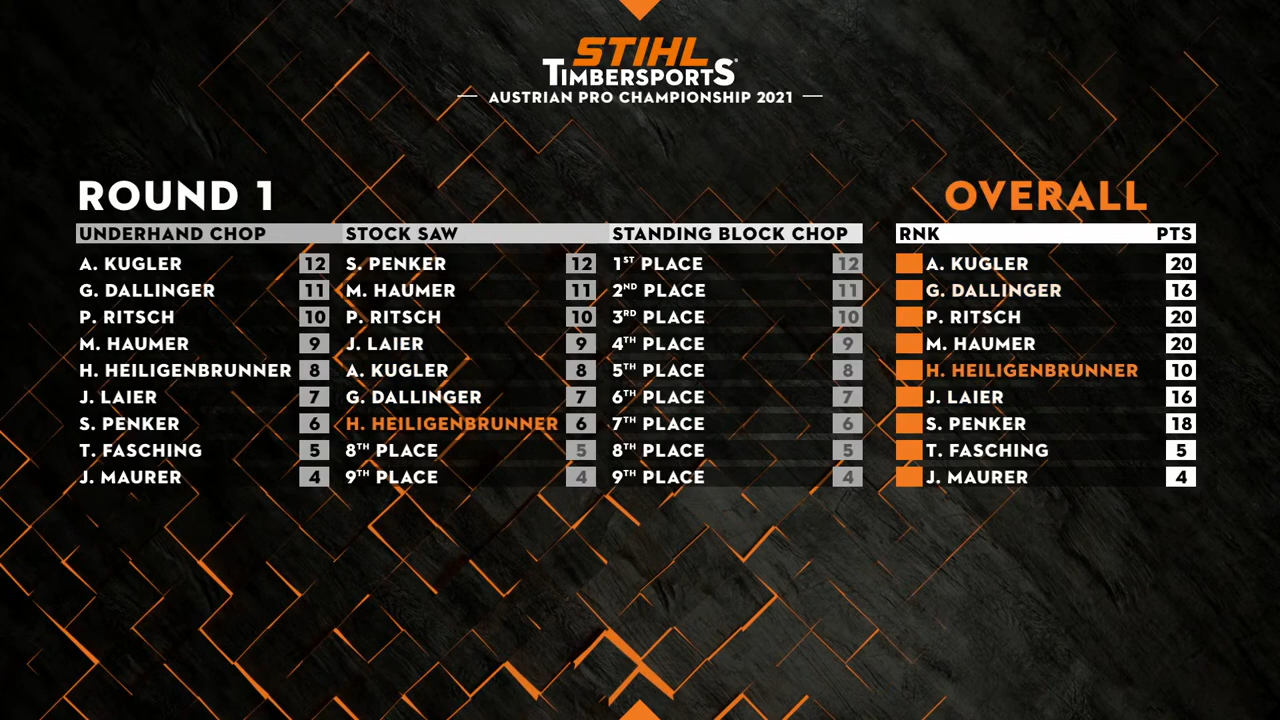 STIHL
TIMBERSPORTS®
AUSTRIAN PRO CHAMPIONSHIP 2021
ROUND 1 OVERALL
UNDERHAND CHOP STOCK SAW STANDING BLOCK CHOP RNK PTS
A. KUGLER 12 S. PENKER 12 1ST PLACE 12 A. KUGLER 20
G. DALLINGER 11 M. HAUMER 11 2ND PLACE 11 G. DALLINGER 16
P. RITSCH 10 P. RITSCH 10 3RD PLACE 10 P. RITSCH 20
M. HAUMER 9 J. LAIER 9 4TH PLACE 9 M. HAUMER 20
H. HEILIGENBRUNNER 8 A. KUGLER 8 5TH PLACE 8 H. HEILIGENBRUNNER 10
J. LAIER 7 G. DALLINGER 7 6TH PLACE 7 J. LAIER 16
S. PENKER 6 H. HEILIGENBRUNNER 6 7TH PLACE 6 S. PENKER 18
T. FASCHING 5 8TH PLACE 5 8TH PLACE 5 T. FASCHING 5
J. MAURER 4 9TH PLACE 4 9TH PLACE 4 J. MAURER 4